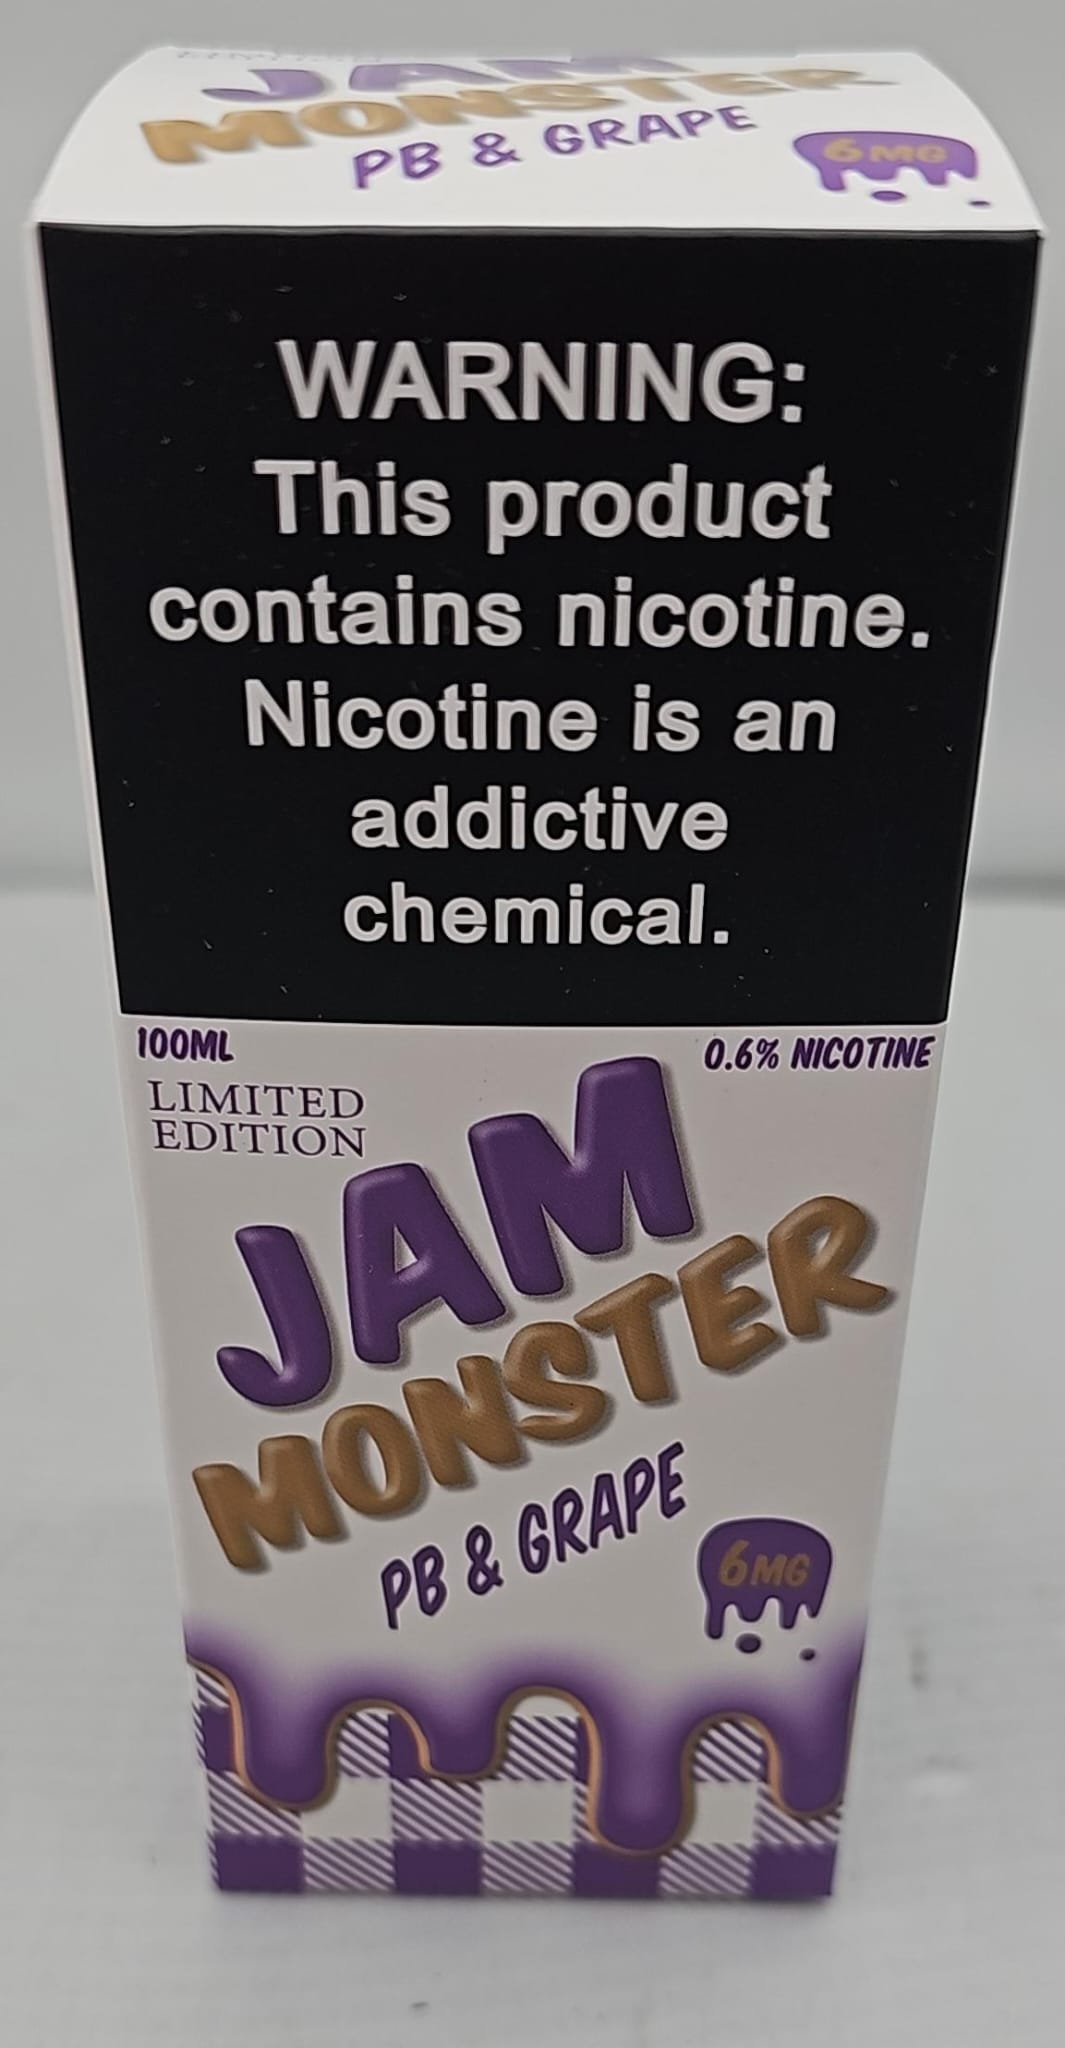 JAM
MONSTER
PB & GRAPE
6MG
WARNING:
This product
contains nicotine.
Nicotine is an
addictive
chemical.
100ML
0.6% NICOTINE
LIMITED
EDITION
JAM
MONSTER
PB & GRAPE
6MG